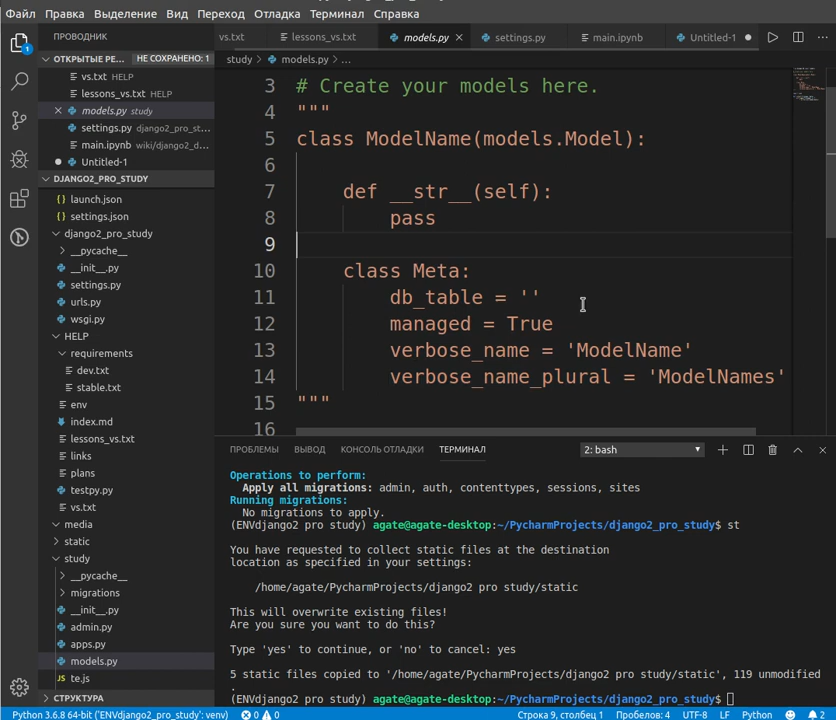 Файл Правка Выделение Вид Переход Отладка Терминал Справка
ПРОВОДНИК
vs.txt lessons_vs.txt models.py settings.py main.ipynb Untitled-1
ОТКРЫТЫЕ РЕ... НЕ СОХРАНЕНО: 1
vs.txt HELP
lessons_vs.txt HELP
models.py study
settings.py django2_pro_st...
main.ipynb wiki/django2_d...
Untitled-1
DJANGO2_PRO_STUDY
launch.json
settings.json
django2_pro_study
__pycache__
__init__.py
settings.py
urls.py
wsgi.py
HELP
requirements
dev.txt
stable.txt
env
index.md
lessons_vs.txt
links
plans
testpy.py
vs.txt
media
static
study
__pycache__
migrations
__init__.py
admin.py
apps.py
models.py
JS te.js
СТРУКТУРА
1
study > models.py > ...
3 # Create your models here.
4 """
5 class ModelName(models.Model):
6
7 def __str__(self):
8 pass
9
10 class Meta:
11 db_table = ''
12 managed = True
13 verbose_name = 'ModelName'
14 verbose_name_plural = 'ModelNames'
15 """
16
ПРОБЛЕМЫ ВЫВОД КОНСОЛЬ ОТЛАДКИ ТЕРМИНАЛ 2: bash
Operations to perform:
Apply all migrations: admin, auth, contenttypes, sessions, sites
Running migrations:
No migrations to apply.
(ENVdjango2 pro study) agate@agate-desktop:~/PycharmProjects/django2_pro_study$ st
You have requested to collect static files at the destination
location as specified in your settings:
/home/agate/PycharmProjects/django2 pro study/static
This will overwrite existing files!
Are you sure you want to do this?
Type 'yes' to continue, or 'no' to cancel: yes
5 static files copied to '/home/agate/PycharmProjects/django2 pro study/static', 119 unmodified
.
(ENVdjango2 pro study) agate@agate-desktop:~/PycharmProjects/django2_pro_study$
Python 3.6.8 64-bit ('ENVdjango2_pro_study': venv) 0 0 Строка 9, столбец 1 Пробелов: 4 UTF-8 LF Python 2